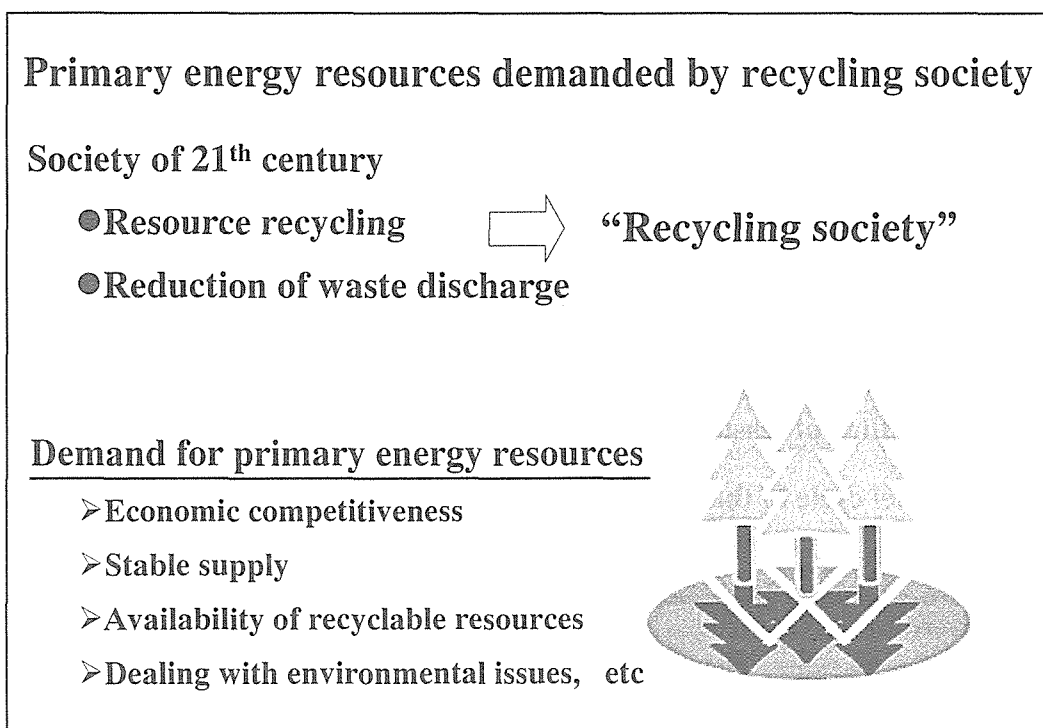 Primary energy resources demanded by recycling society
Society of 21th century
●Resource recycling
“Recycling society”
●Reduction of waste discharge
Demand for primary energy resources
➢Economic competitiveness
➢Stable supply
➢Availability of recyclable resources
➢Dealing with environmental issues, etc